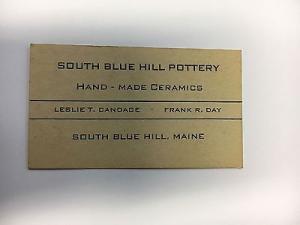 SOUTH BLUE HILL POTTERY
HAND - MADE CERAMICS
LESLIE T. CANDAGE · FRANK R. DAY
SOUTH BLUE HILL, MAINE